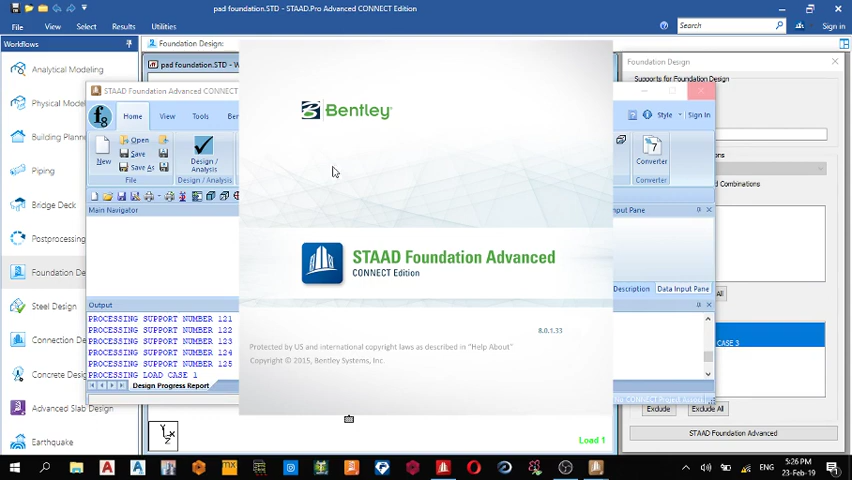 pad foundation.STD - STAAD.Pro Advanced CONNECT Edition
File View Select Results Utilities
Search
Sign in
Workflows
Analytical Modeling
Physical Mode
Building Planne
Piping
Bridge Deck
Postprocessing
Foundation De
Steel Design
Connection De
Concrete Desig
Advanced Slab Design
Earthquake
Foundation Design:
pad foundation.STD - W
STAAD Foundation Advanced CONNECT
Home View Tools Be
New
Open
Save
Save As
File
Design /
Analysis
Design / Analysis
Main Navigator
Output
PROCESSING SUPPORT NUMBER 121
PROCESSING SUPPORT NUMBER 122
PROCESSING SUPPORT NUMBER 123
PROCESSING SUPPORT NUMBER 124
PROCESSING SUPPORT NUMBER 125
PROCESSING LOAD CASE 1
Design Progress Report
Bentley
STAAD Foundation Advanced
CONNECT Edition
8.0.1.33
Protected by US and international copyright laws as described in "Help About"
Copyright © 2015, Bentley Systems, Inc.
Style
Sign In
Converter
Converter
nput Pane
Description Data Input Pane
Load 1
Foundation Design
Supports for Foundation Design
d Combinations
All
CASE 3
Exclude Exclude All
STAAD Foundation Advanced
ENG
5:26 PM
23-Feb-19